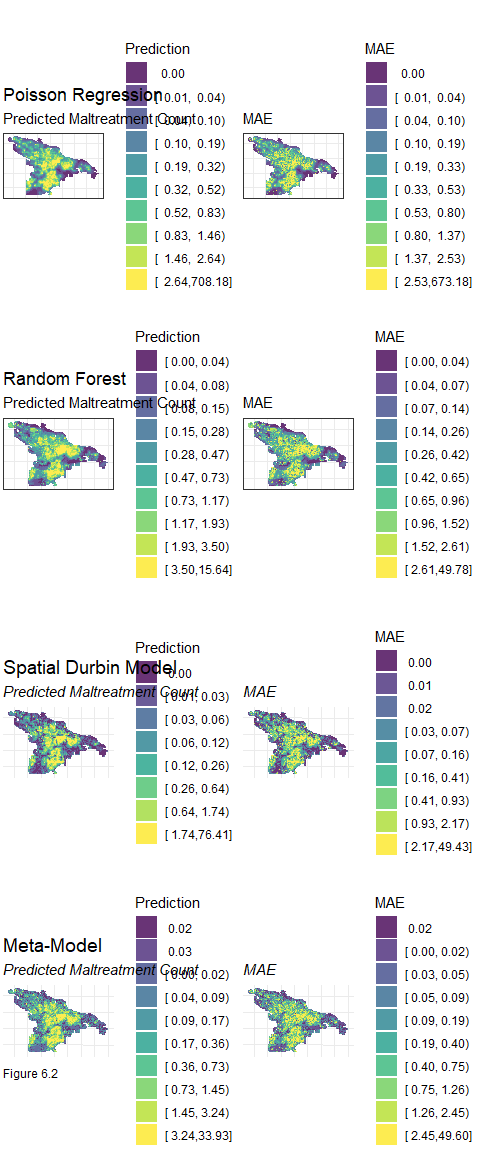 Prediction
MAE
0.00
0.00
Poisson Regression
[ 0.01, 0.04)
[ 0.01, 0.04)
Predicted Maltreatment Count
[ 0.04, 0.10)
MAE
[ 0.04, 0.10)
[ 0.10, 0.19)
[ 0.10, 0.19)
[ 0.19, 0.32)
[ 0.19, 0.33)
[ 0.32, 0.52)
[ 0.33, 0.53)
[ 0.52, 0.83)
[ 0.53, 0.80)
[ 0.83, 1.46)
[ 0.80, 1.37)
[ 1.46, 2.64)
[ 1.37, 2.53)
[ 2.64,708.18]
[ 2.53,673.18]
Prediction
MAE
[ 0.00, 0.04)
[ 0.00, 0.04)
Random Forest
[ 0.04, 0.08)
[ 0.04, 0.07)
Predicted Maltreatment Count
[ 0.08, 0.15)
MAE
[ 0.07, 0.14)
[ 0.15, 0.28)
[ 0.14, 0.26)
[ 0.28, 0.47)
[ 0.26, 0.42)
[ 0.47, 0.73)
[ 0.42, 0.65)
[ 0.73, 1.17)
[ 0.65, 0.96)
[ 1.17, 1.93)
[ 0.96, 1.52)
[ 1.93, 3.50)
[ 1.52, 2.61)
[ 3.50,15.64]
[ 2.61,49.78]
Prediction
MAE
Spatial Durbin Model
0.00
0.00
Predicted Maltreatment Count
[ 0.01, 0.03)
MAE
0.01
[ 0.03, 0.06)
0.02
[ 0.06, 0.12)
[ 0.03, 0.07)
[ 0.12, 0.26)
[ 0.07, 0.16)
[ 0.26, 0.64)
[ 0.16, 0.41)
[ 0.64, 1.74)
[ 0.41, 0.93)
[ 1.74,76.41]
[ 0.93, 2.17)
[ 2.17,49.43]
Prediction
MAE
0.02
0.02
Meta-Model
0.03
[ 0.00, 0.02)
Predicted Maltreatment Count
[ 0.00, 0.02)
MAE
[ 0.03, 0.05)
[ 0.04, 0.09)
[ 0.05, 0.09)
[ 0.09, 0.17)
[ 0.09, 0.19)
[ 0.17, 0.36)
[ 0.19, 0.40)
[ 0.36, 0.73)
[ 0.40, 0.75)
Figure 6.2
[ 0.73, 1.45)
[ 0.75, 1.26)
[ 1.45, 3.24)
[ 1.26, 2.45)
[ 3.24,33.93]
[ 2.45,49.60]